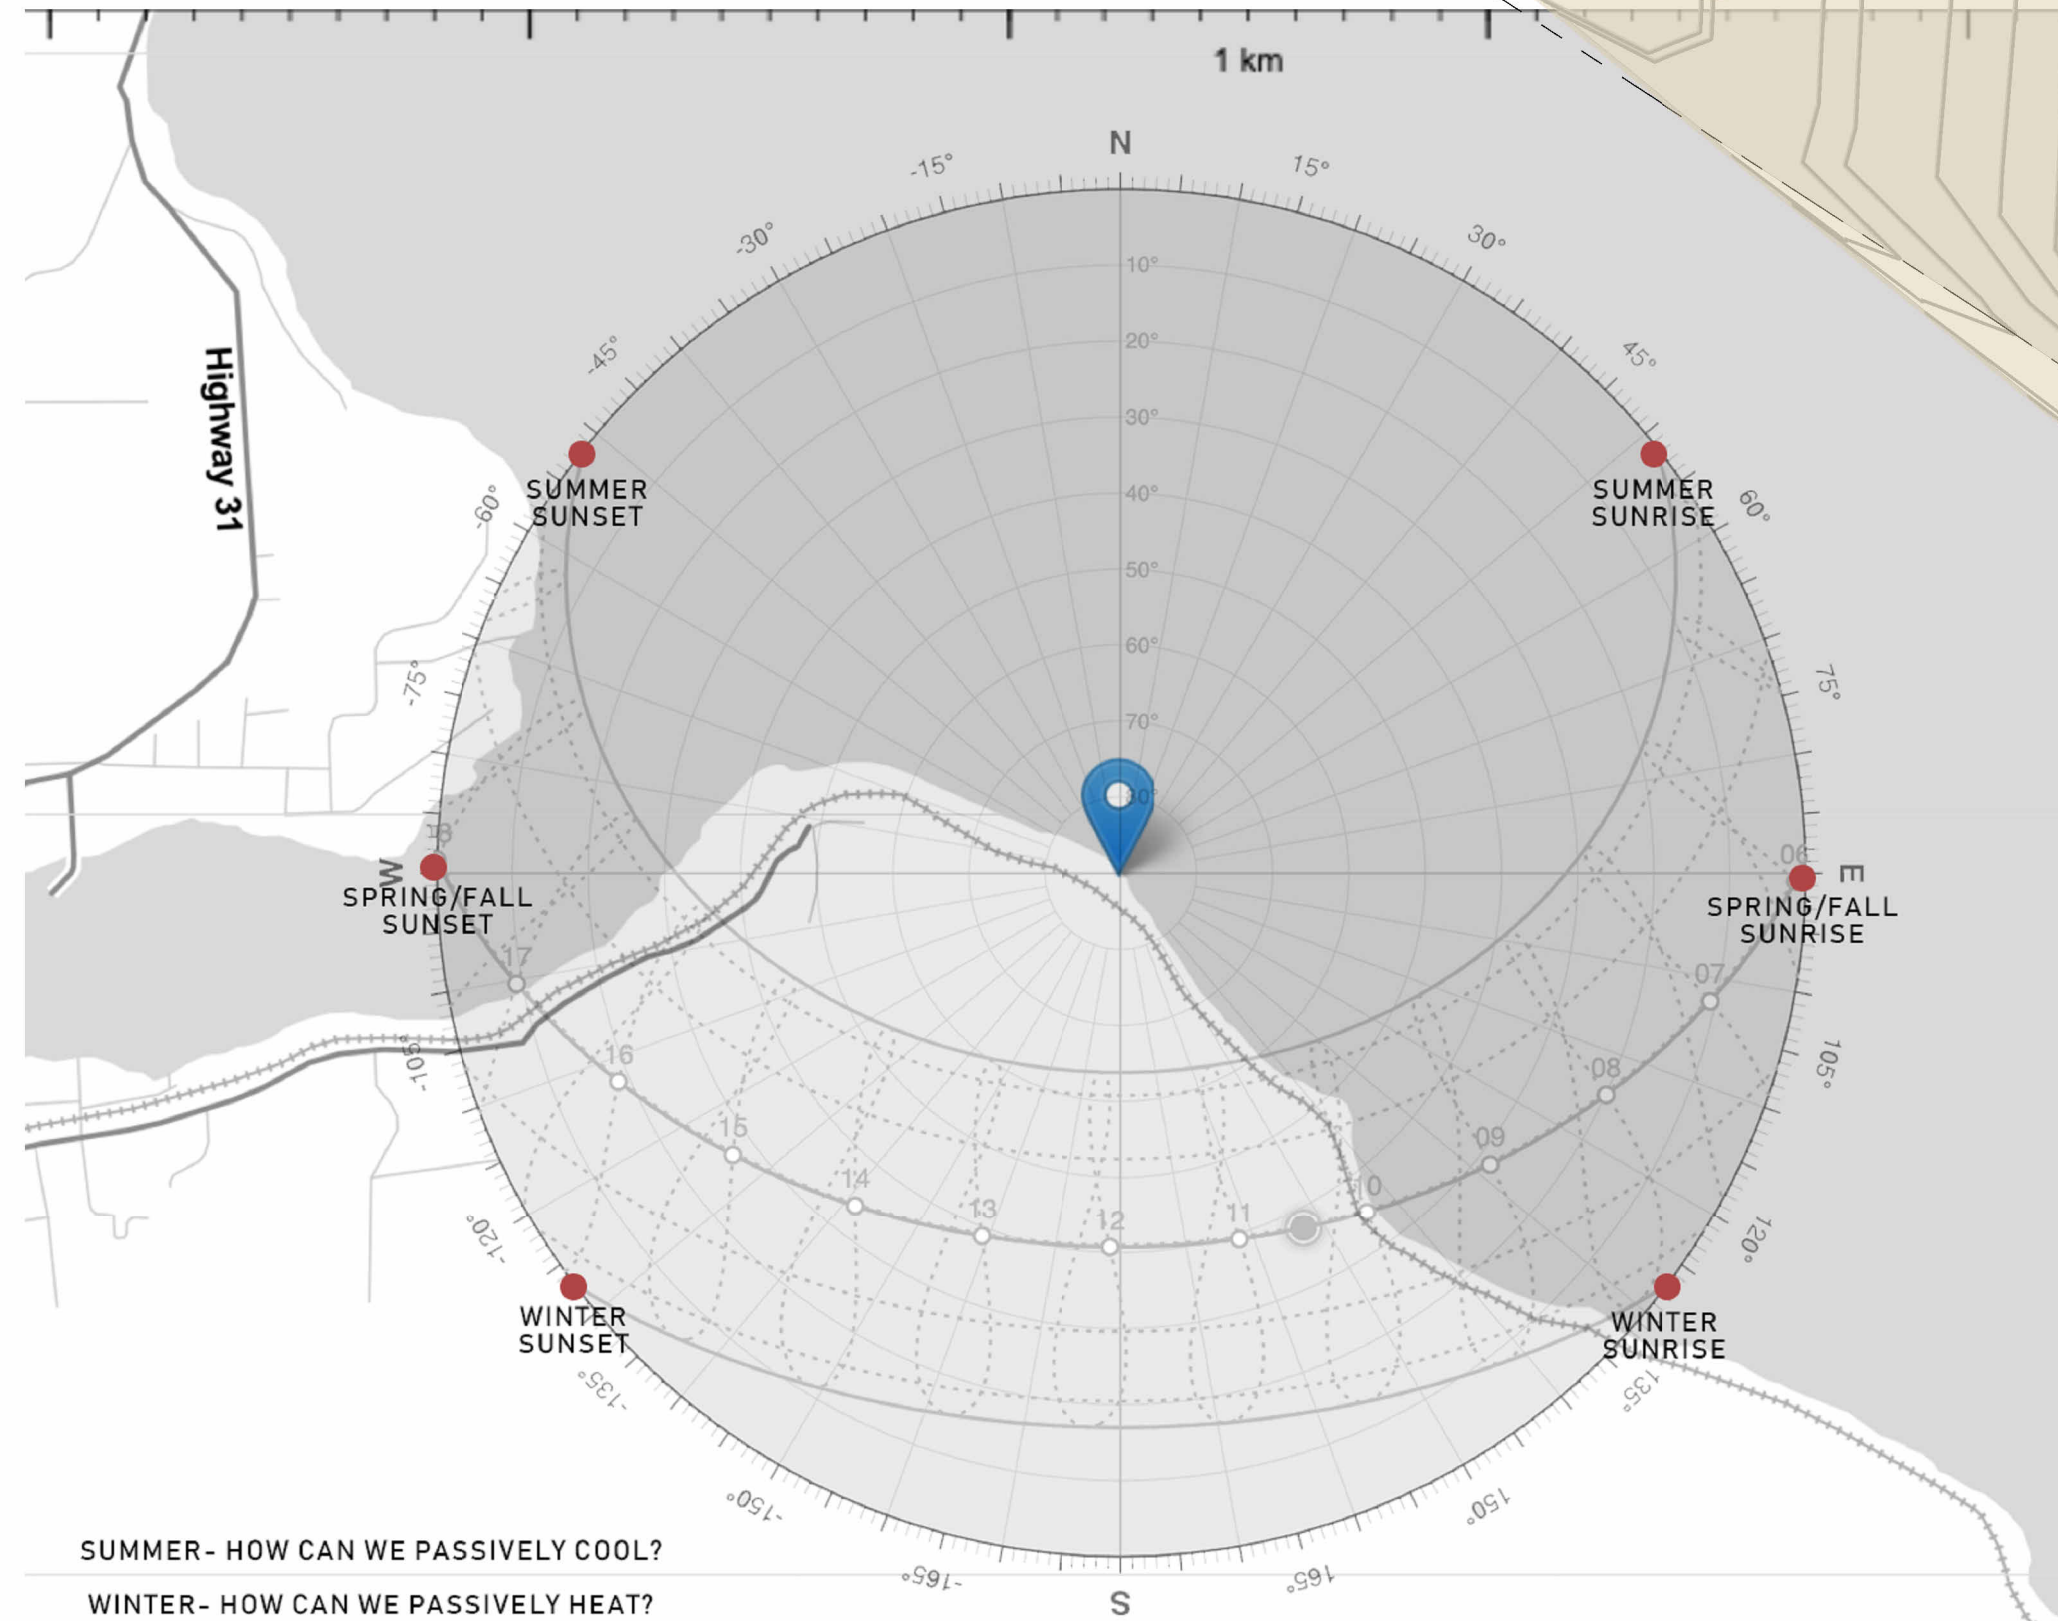 1 km
N
-15°
15°
-30°
30°
10°
20°
-45°
45°
Highway 31
30°
40°
SUMMER
SUNSET
SUMMER
SUNRISE
-60°
60°
50°
60°
-75°
75°
70°
80°
18
06
W
E
SPRING/FALL
SUNSET
SPRING/FALL
SUNRISE
17
07
-105°
105°
16
08
15
09
14
13
12
11
10
-120°
120°
WINTER
SUNSET
WINTER
SUNRISE
-135°
135°
-150°
150°
-165°
165°
S
SUMMER- HOW CAN WE PASSIVELY COOL?
WINTER- HOW CAN WE PASSIVELY HEAT?